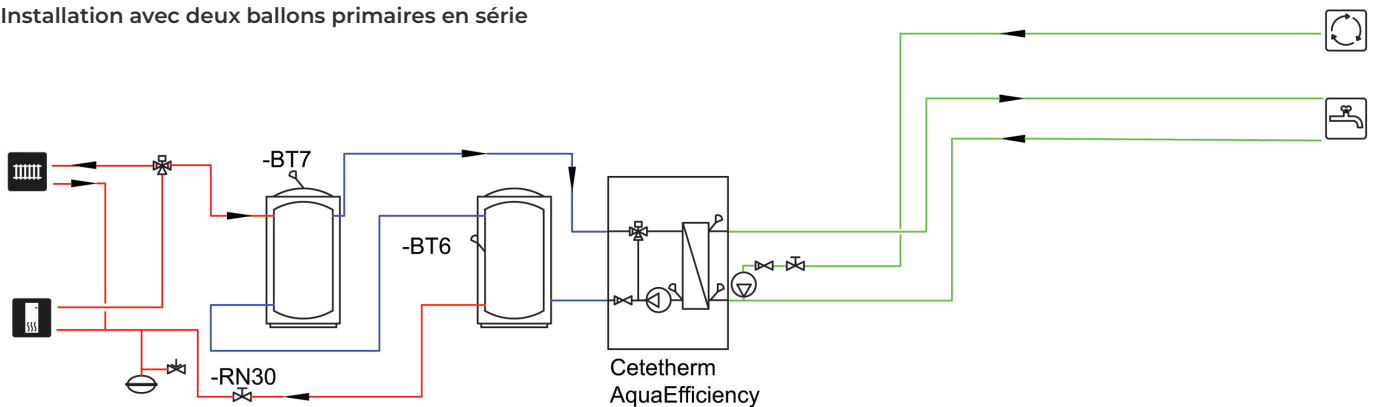 Installation avec deux ballons primaires en série
-BT7
-BT6
-RN30
Cetetherm
AquaEfficiency